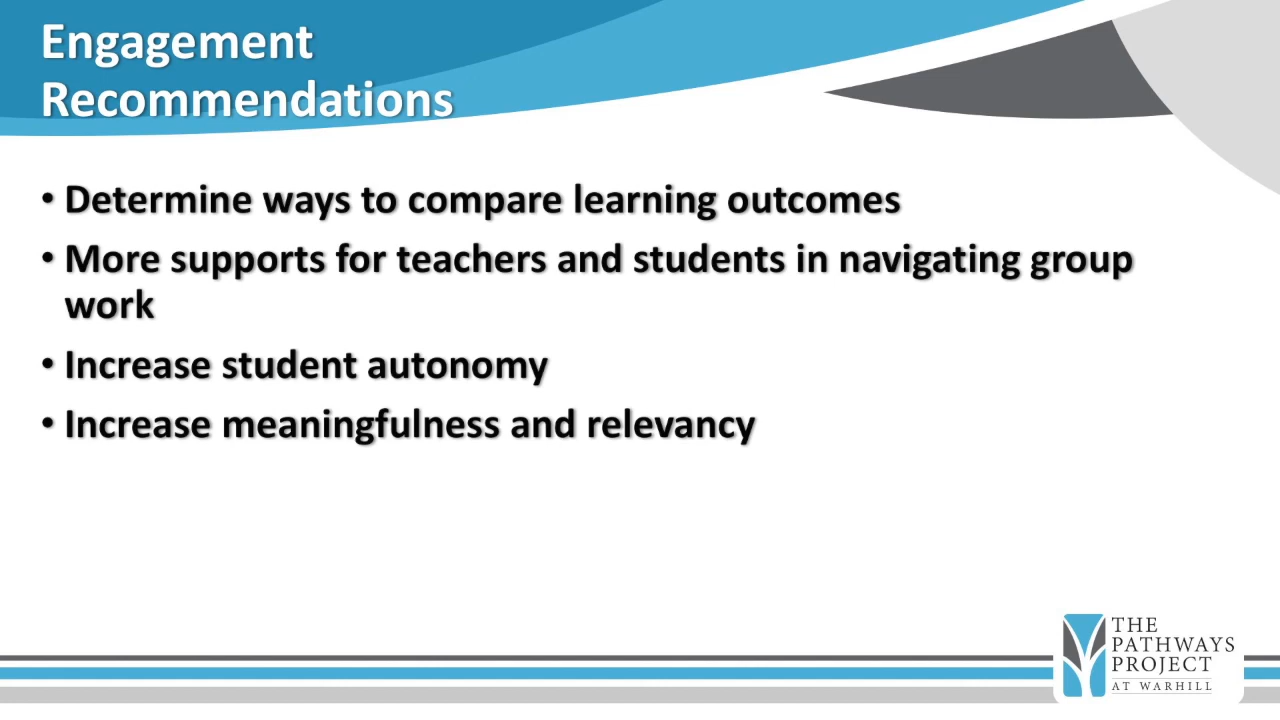 Engagement
Recommendations
• Determine ways to compare learning outcomes
• More supports for teachers and students in navigating group
work
• Increase student autonomy
• Increase meaningfulness and relevancy
THE
PATHWAYS
PROJECT
AT WARHILL